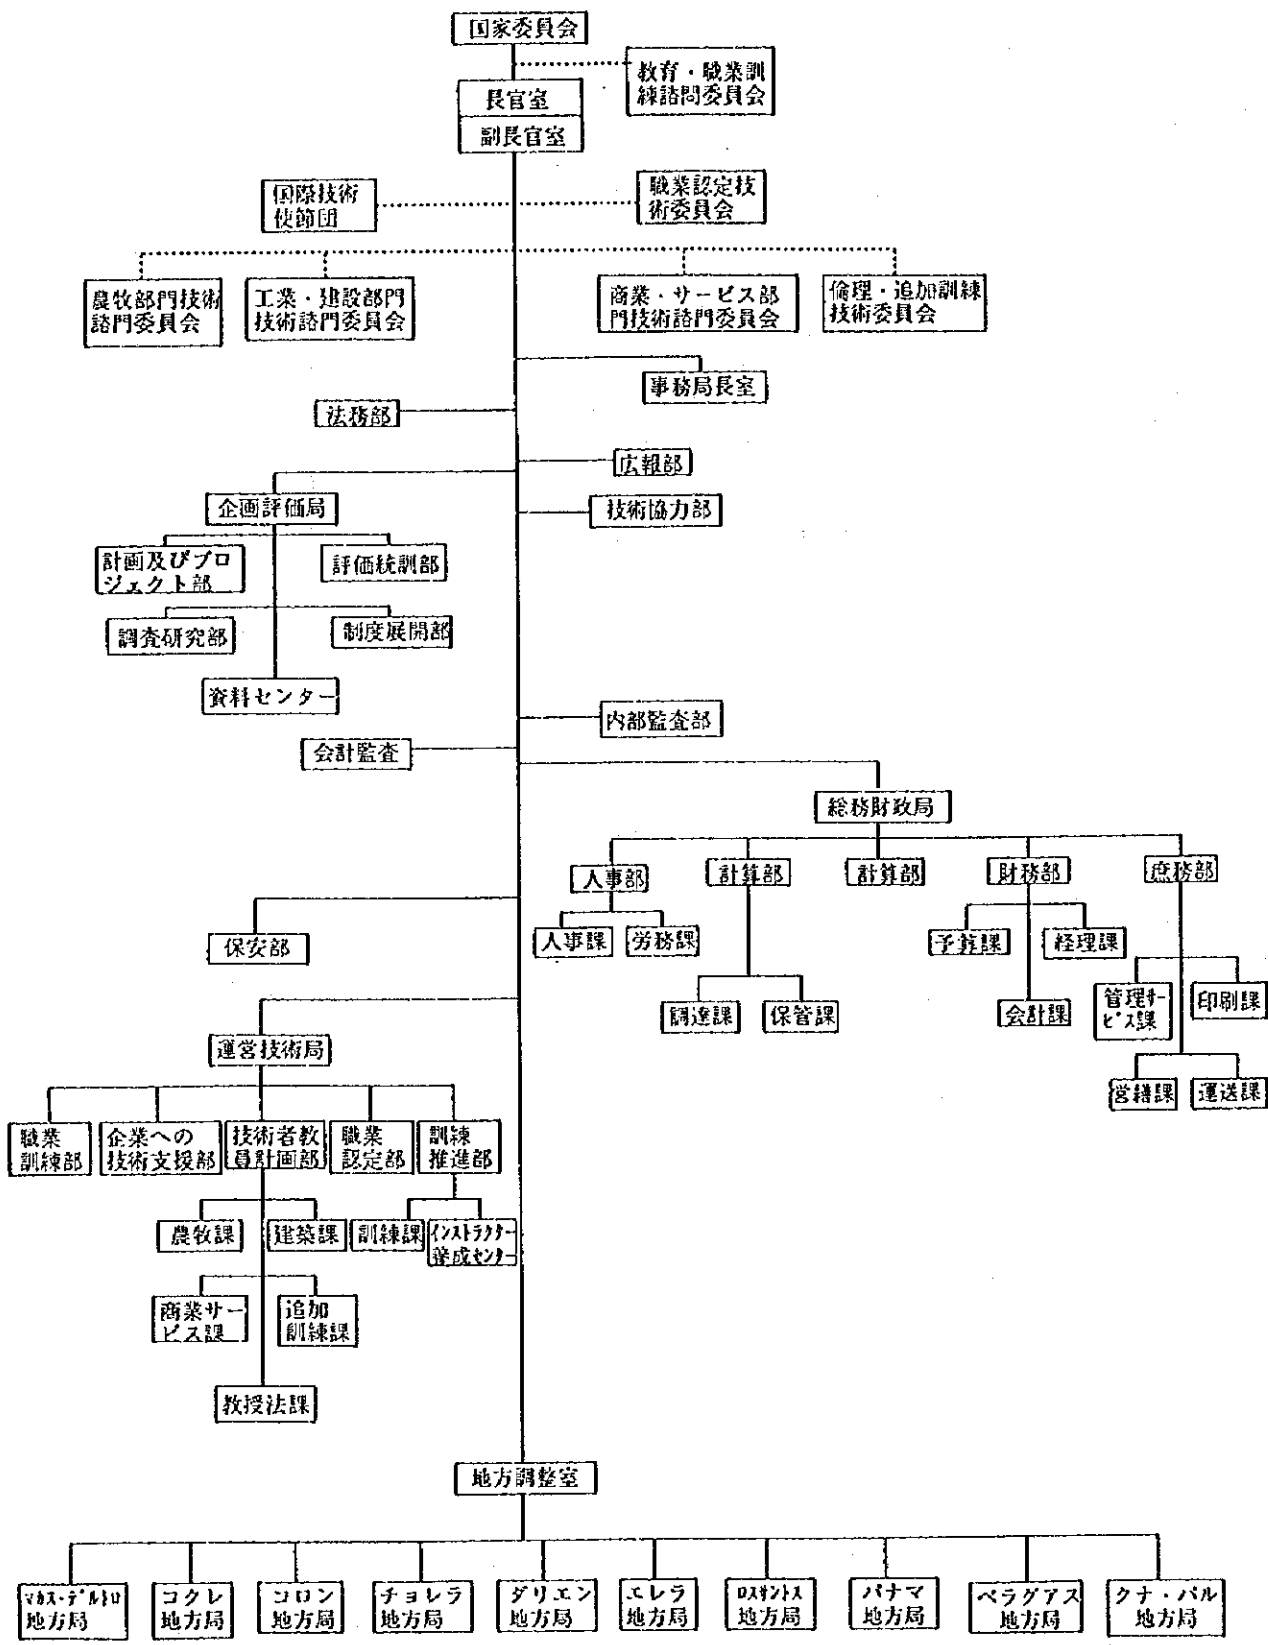 国家委員会
教育・職業訓
練諮問委員会
長官室
副長官室
国際技術
使節団
職業認定技
術委員会
農牧部門技術
諮門委員会
工業・建設部門
技術諮門委員会
商業・サービス部
門技術諮門委員会
倫理・追加訓練
技術委員会
事務局長室
法務部
広報部
企画評価局
技術協力部
計画及びプロ
ジェクト部
評価統訓部
調査研究部
制度展開部
資料センター
内部監査部
会計監査
総務財政局
人事部
計算部
計算部
財務部
庶務部
人事課
労務課
予算課
経理課
保安部
調達課
保管課
会計課
管理サー
ビス課
印刷課
営繕課
運送課
運営技術局
職業
訓練部
企業への
技術支援部
技術者教
員計画部
職業
認定部
訓練
推進部
農牧課
建築課
訓練課
インストラクター
養成センター
商業サー
ビス課
追加
訓練課
教授法課
地方調整室
地方局
コクレ
地方局
コロン
地方局
チョレラ
地方局
ダリエン
地方局
エレラ
地方局
ロスサントス
地方局
パナマ
地方局
ベラグアス
地方局
クナ・バル
地方局